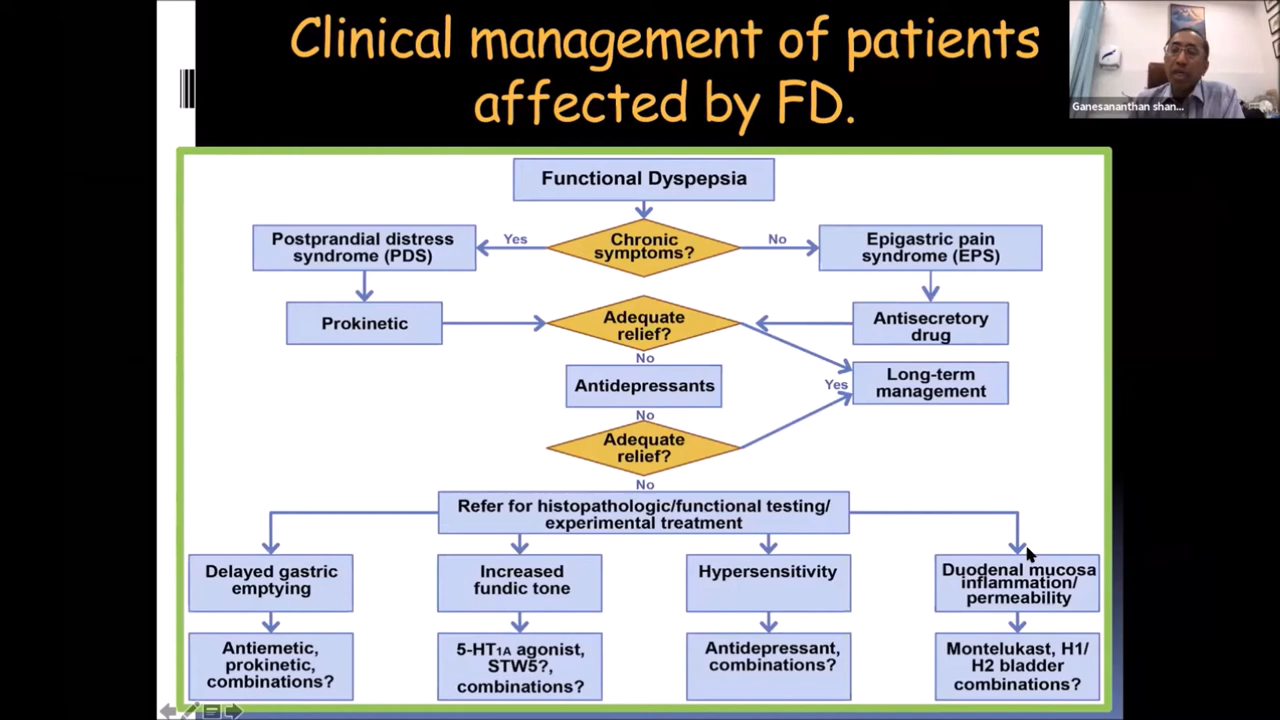 Clinical management of patients
affected by FD.
Ganesananthan shan...
Functional Dyspepsia
Postprandial distress
syndrome (PDS)
Yes
Chronic
symptoms?
No
Epigastric pain
syndrome (EPS)
Prokinetic
Adequate
relief?
Antisecretory
drug
No
Antidepressants
Yes
Long-term
management
No
Adequate
relief?
No
Refer for histopathologic/functional testing/
experimental treatment
Delayed gastric
emptying
Increased
fundic tone
Hypersensitivity
Duodenal mucosa
inflammation/
permeability
Antiemetic,
prokinetic,
combinations?
5-HT1A agonist,
STW5?,
combinations?
Antidepressant,
combinations?
Montelukast, H1/
H2 bladder
combinations?